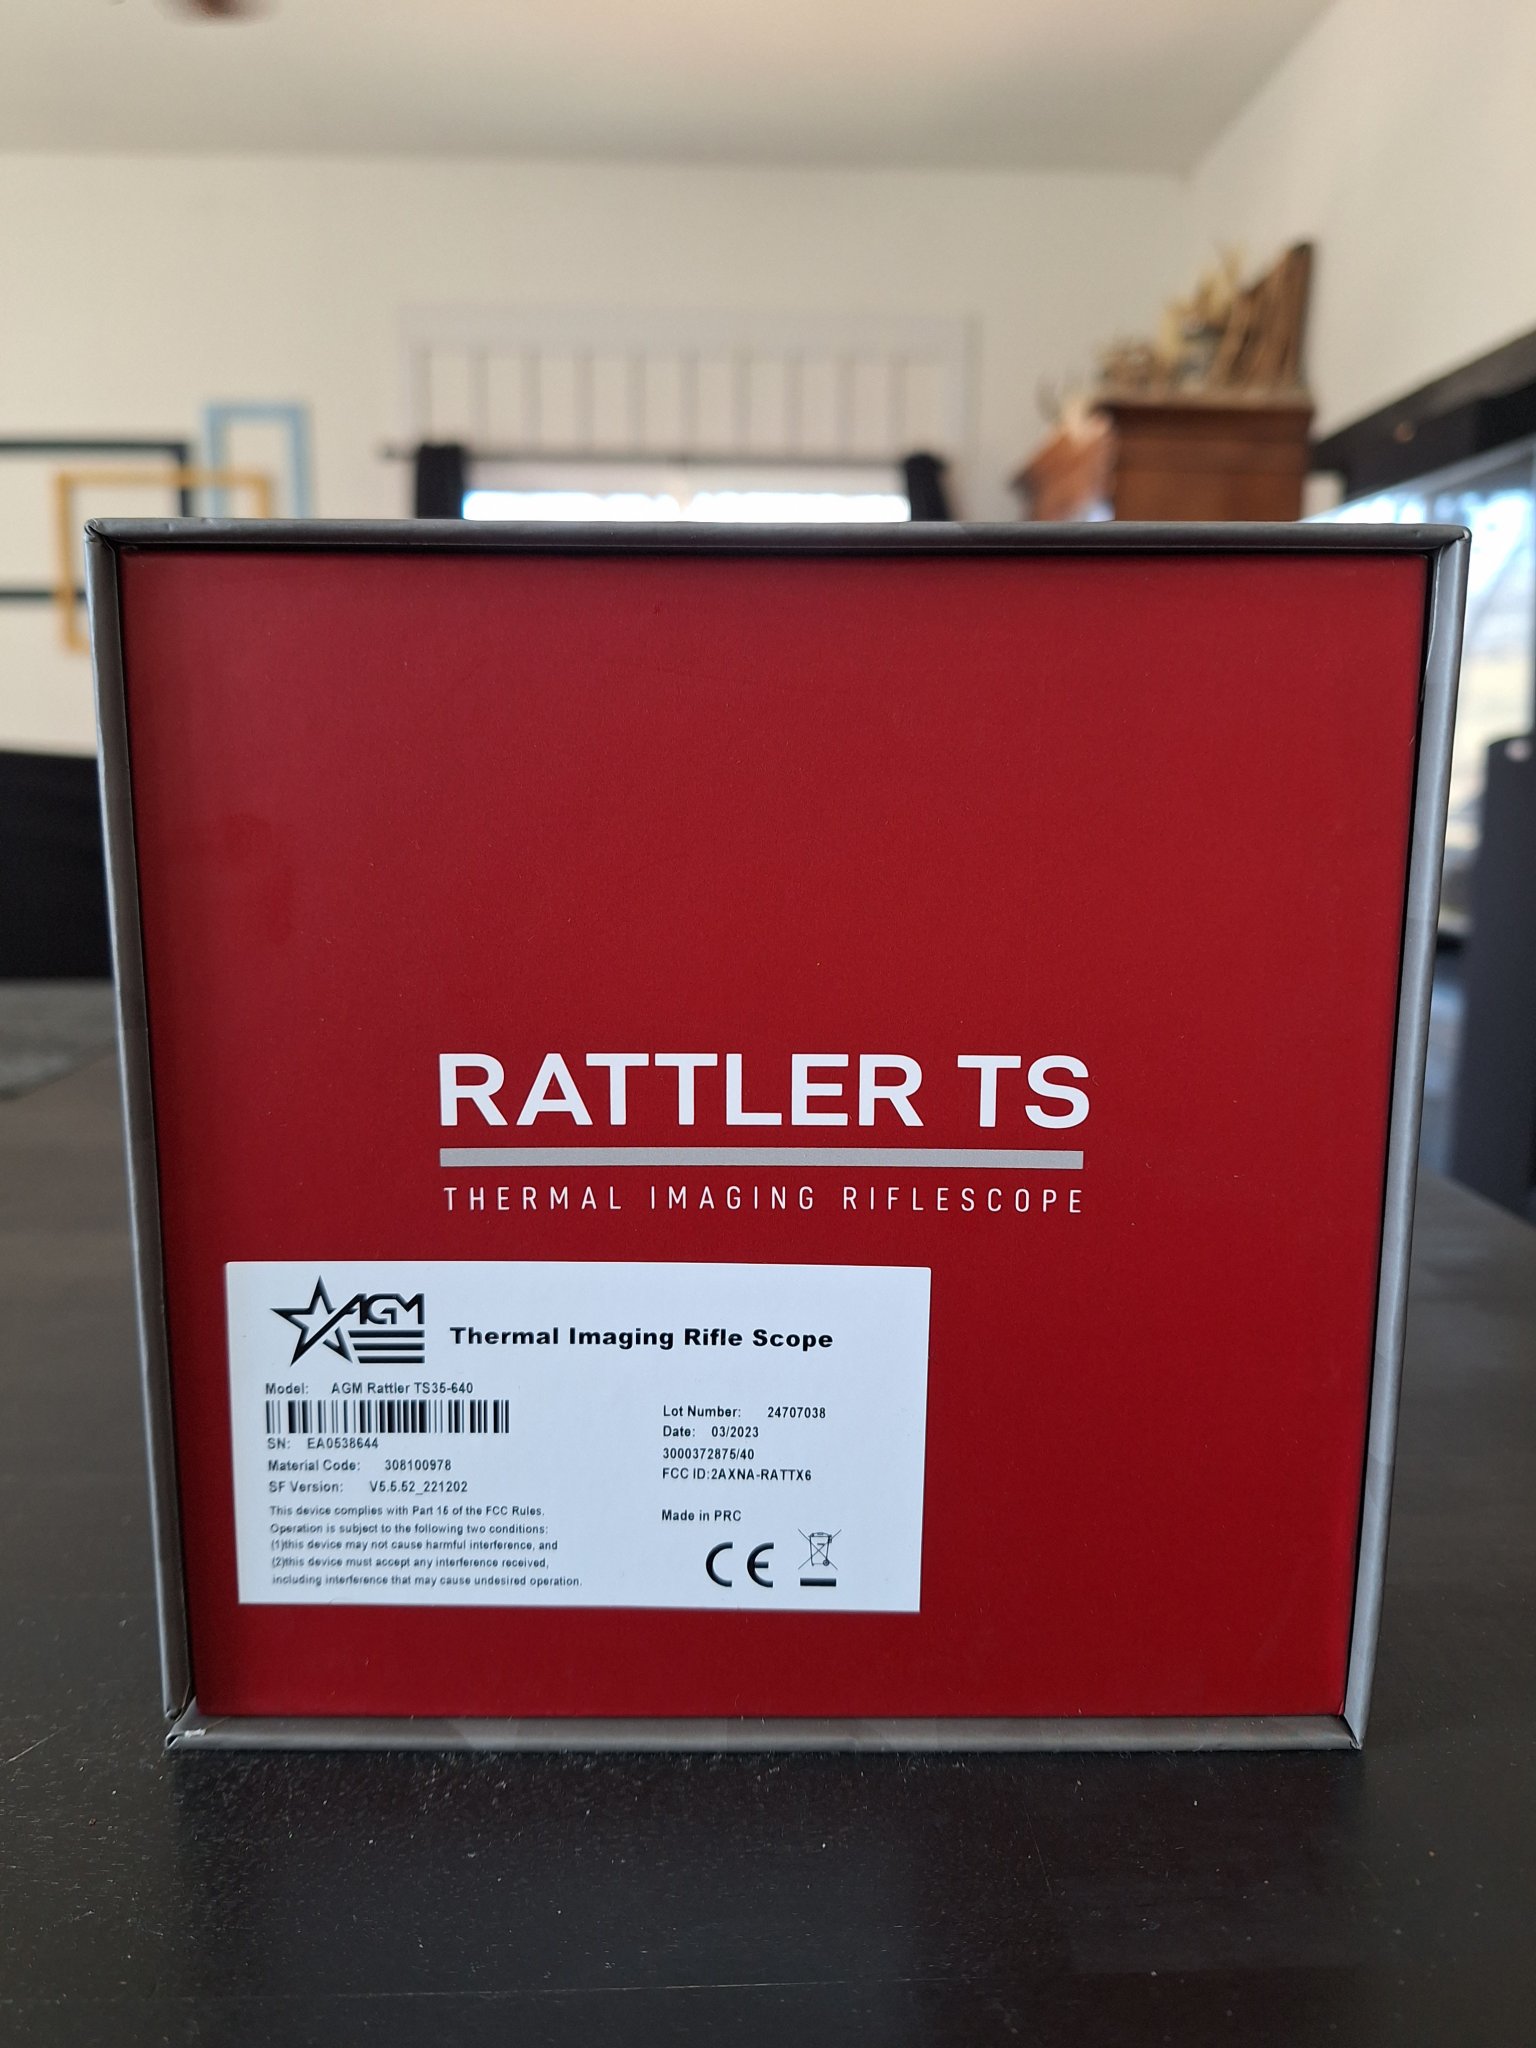 RATTLER TS
THERMAL IMAGING RIFLESCOPE
AGM
Thermal Imaging Rifle Scope
Model: AGM Rattler TS35-640
SN: EA0538644
Material Code: 308100978
SF Version: V5.5.52_221202
This device complies with Part 15 of the FCC Rules.
Operation is subject to the following two conditions:
(1)this device may not cause harmful interference, and
(2)this device must accept any interference received,
including interference that may cause undesired operation.
Lot Number: 24707038
Date: 03/2023
3000372875/40
FCC ID:2AXNA-RATTX6
Made in PRC
CE